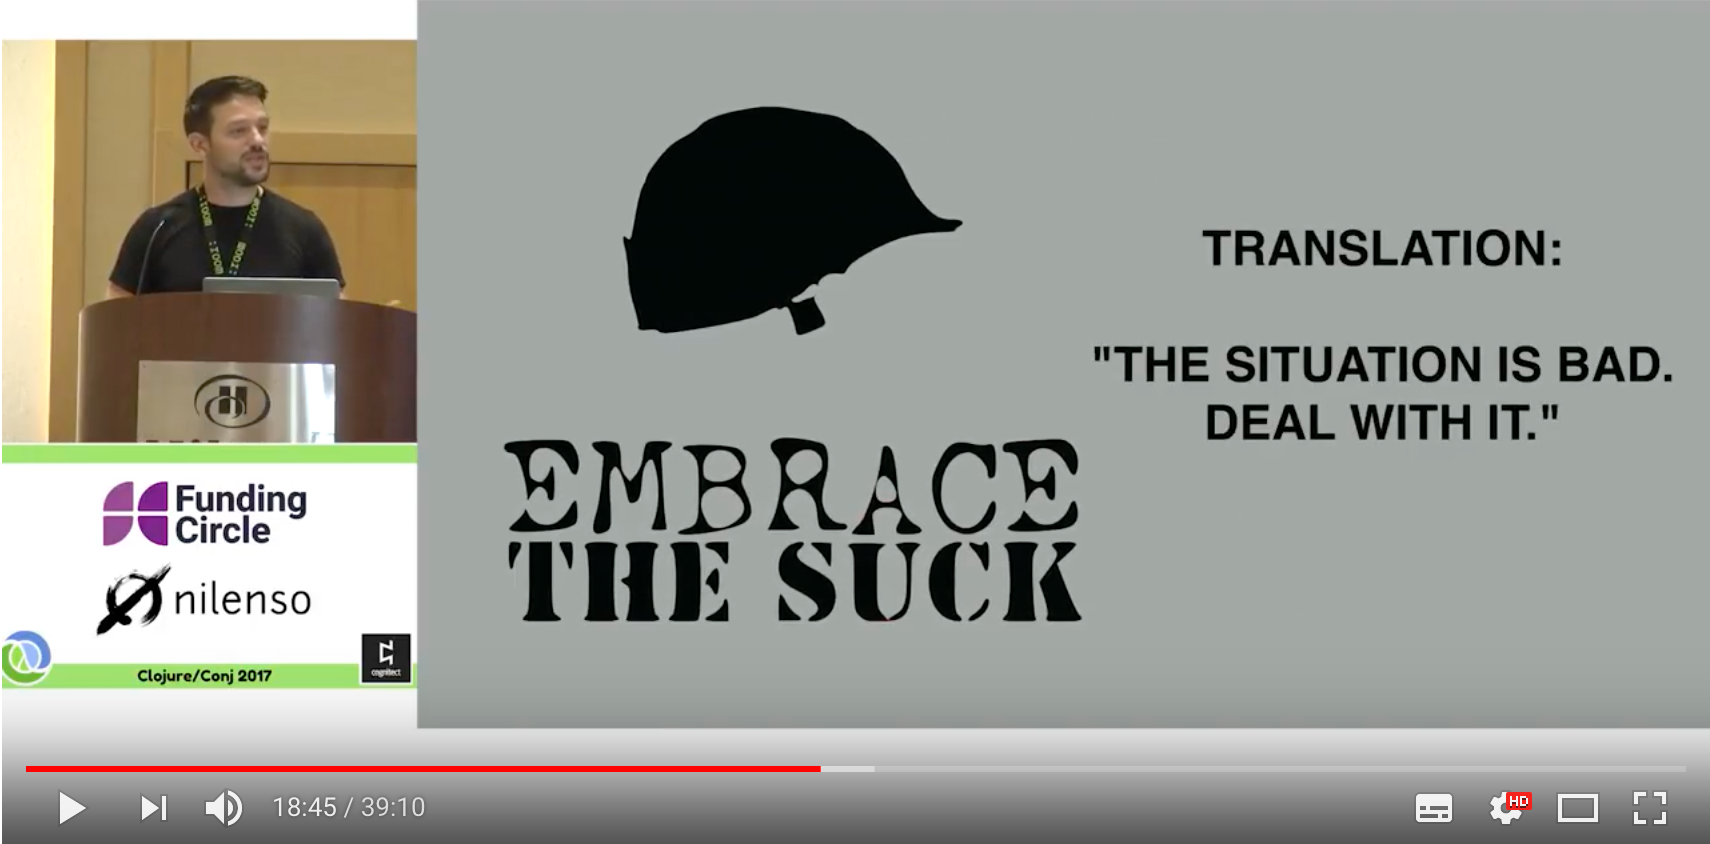 TRANSLATION:
"THE SITUATION IS BAD.
DEAL WITH IT."
EMBRACE
THE SUCK
Funding
Circle
nilenso
cognitect
Clojure/Conj 2017
18:45 / 39:10
HD